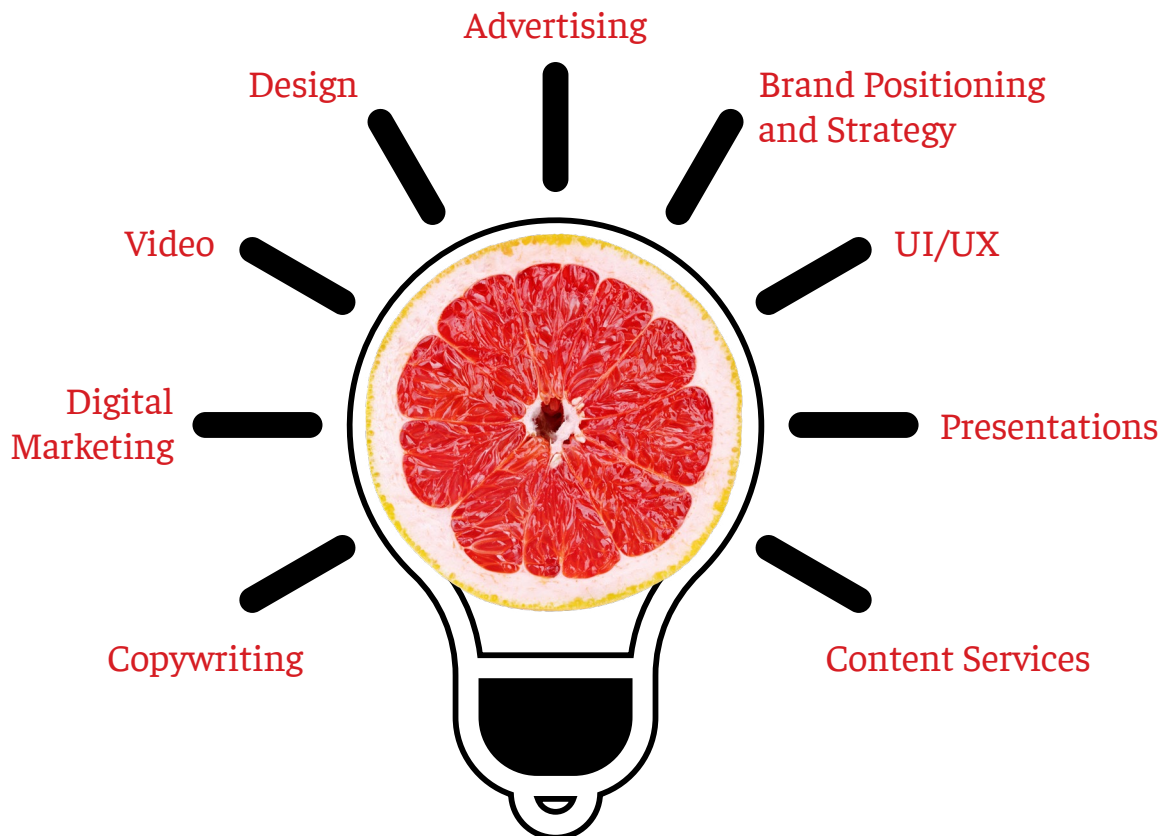 Advertising
Design
Brand Positioning
and Strategy
Video
UI/UX
Digital
Marketing
Presentations
Copywriting
Content Services